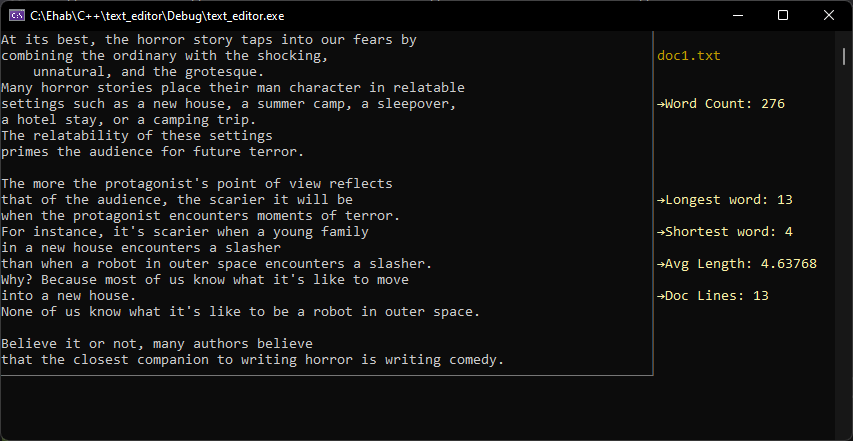 C:\Ehab\C++\text_editor\Debug\text_editor.exe
At its best, the horror story taps into our fears by
combining the ordinary with the shocking,
    unnatural, and the grotesque.
Many horror stories place their man character in relatable
settings such as a new house, a summer camp, a sleepover,
a hotel stay, or a camping trip.
The relatability of these settings
primes the audience for future terror.

The more the protagonist's point of view reflects
that of the audience, the scarier it will be
when the protagonist encounters moments of terror.
For instance, it's scarier when a young family
in a new house encounters a slasher
than when a robot in outer space encounters a slasher.
Why? Because most of us know what it's like to move
into a new house.
None of us know what it's like to be a robot in outer space.

Believe it or not, many authors believe
that the closest companion to writing horror is writing comedy.
doc1.txt
→Word Count: 276
→Longest word: 13
→Shortest word: 4
→Avg Length: 4.63768
→Doc Lines: 13